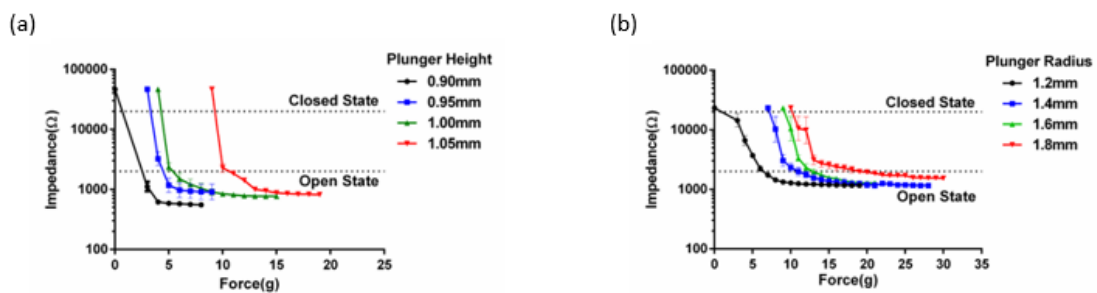 (a)
Plunger Height
0.90mm
0.95mm
1.00mm
1.05mm
100000
10000
1000
100
Impedance(Ω)
Closed State
Open State
0 5 10 15 20 25
Force(g)
(b)
Plunger Radius
1.2mm
1.4mm
1.6mm
1.8mm
100000
10000
1000
100
Impedance(Ω)
Closed State
Open State
0 5 10 15 20 25 30 35
Force(g)